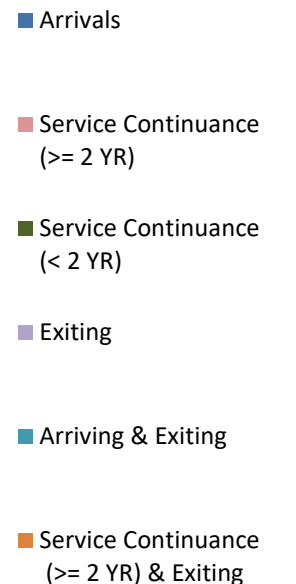 Arrivals
Service Continuance
(>= 2 YR)
Service Continuance
(< 2 YR)
Exiting
Arriving & Exiting
Service Continuance
(>= 2 YR) & Exiting